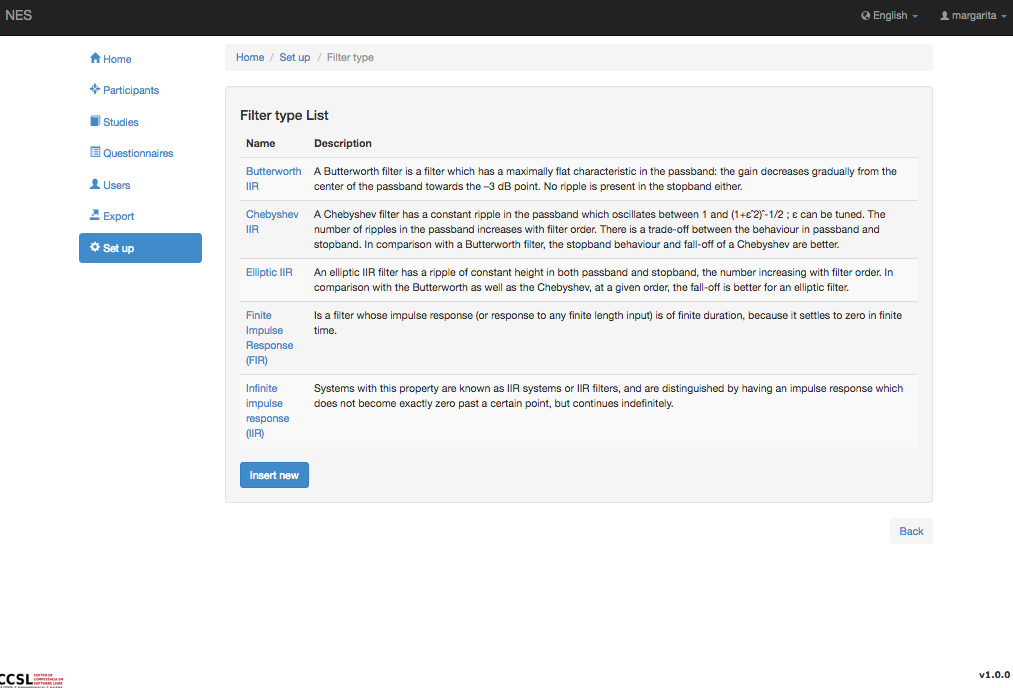 NES
English
margarita
Home
Participants
Studies
Questionnaires
Users
Export
Set up
Home / Set up / Filter type
Filter type List
Name Description
Butterworth IIR
A Butterworth filter is a filter which has a maximally flat characteristic in the passband: the gain decreases gradually from the
center of the passband towards the –3 dB point. No ripple is present in the stopband either.
Chebyshev IIR
A Chebyshev filter has a constant ripple in the passband which oscillates between 1 and (1+ε^2)^-1/2 ; ε can be tuned. The
number of ripples in the passband increases with filter order. There is a trade-off between the behaviour in passband and
stopband. In comparison with a Butterworth filter, the stopband behaviour and fall-off of a Chebyshev are better.
Elliptic IIR
An elliptic IIR filter has a ripple of constant height in both passband and stopband, the number increasing with filter order. In
comparison with the Butterworth as well as the Chebyshev, at a given order, the fall-off is better for an elliptic filter.
Finite
Impulse
Response
(FIR)
Is a filter whose impulse response (or response to any finite length input) is of finite duration, because it settles to zero in finite
time.
Infinite
impulse
response
(IIR)
Systems with this property are known as IIR systems or IIR filters, and are distinguished by having an impulse response which
does not become exactly zero past a certain point, but continues indefinitely.
Insert new
Back
CCSL
v1.0.0